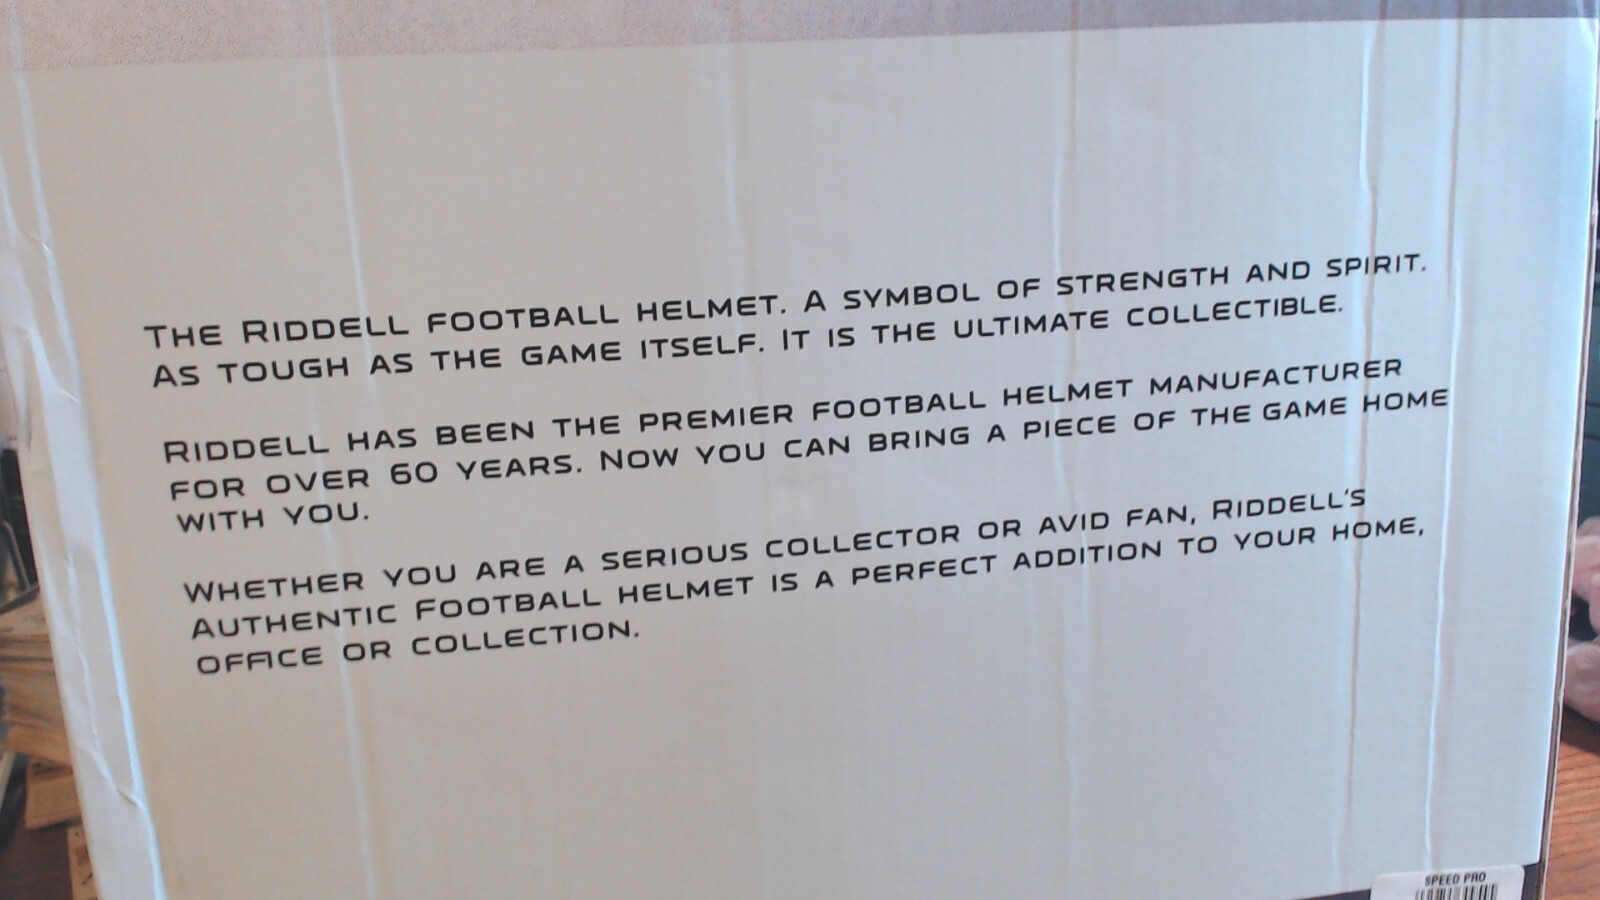 The Riddell football helmet. A symbol of strength and spirit.
As tough as the game itself. It is the ultimate collectible.
Riddell has been the premier football helmet manufacturer
for over 60 years. Now you can bring a piece of the game home
with you.
Whether you are a serious collector or avid fan, Riddell's
authentic Football helmet is a perfect addition to your home,
office or collection.
SPEED PRO